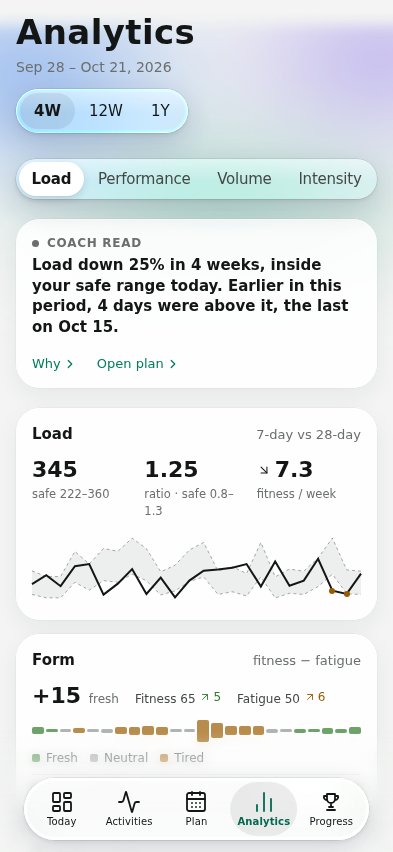 Analytics
Sep 28 – Oct 21, 2026
4W 12W 1Y
Load Performance Volume Intensity
COACH READ
Load down 25% in 4 weeks, inside
your safe range today. Earlier in this
period, 4 days were above it, the last
on Oct 15.
Why Open plan
Load 7-day vs 28-day
345 1.25 7.3
safe 222–360 ratio · safe 0.8– fitness / week
1.3
Form fitness − fatigue
+15 fresh Fitness 65 5 Fatigue 50 6
Fresh Neutral Tired
Today Activities Plan Analytics Progress